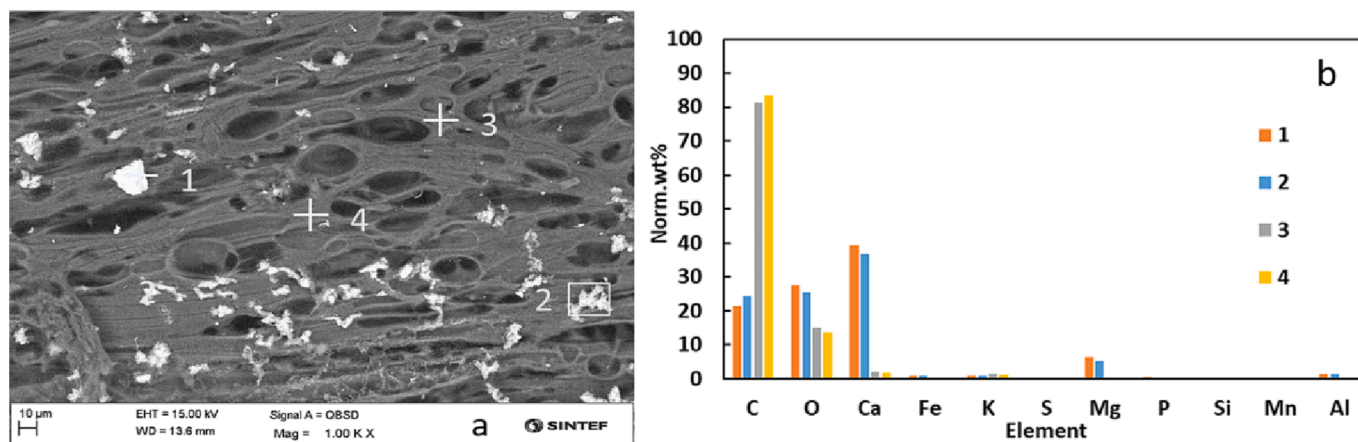 1
2
3
4
10 µm
EHT = 15.00 kV
WD = 13.6 mm
Signal A = QBSD
Mag = 1.00 K X
a
SINTEF
b
Norm.wt%
100
90
80
70
60
50
40
30
20
10
0
C O Ca Fe K S Mg P Si Mn Al
Element
1
2
3
4